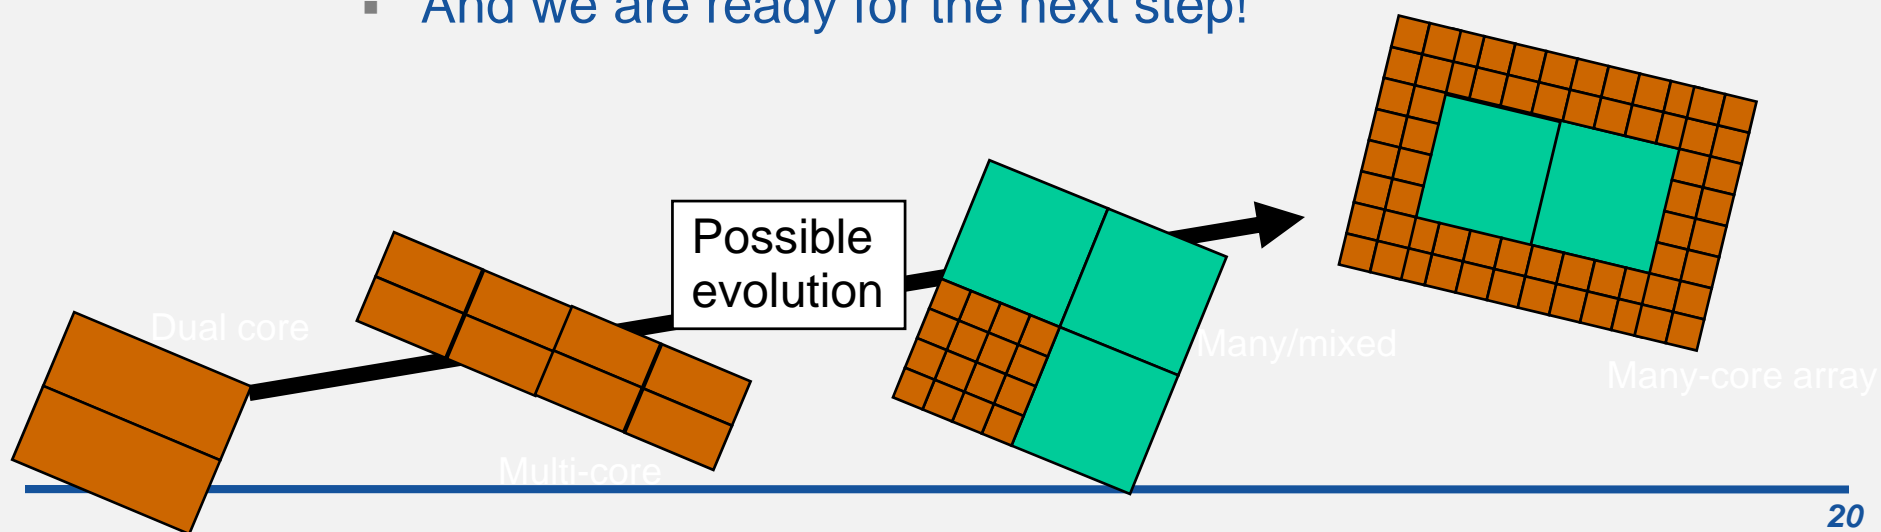 ▪ And we are ready for the next step!
Possible
evolution
Dual core
Many/mixed
Many-core array
Multi-core
20